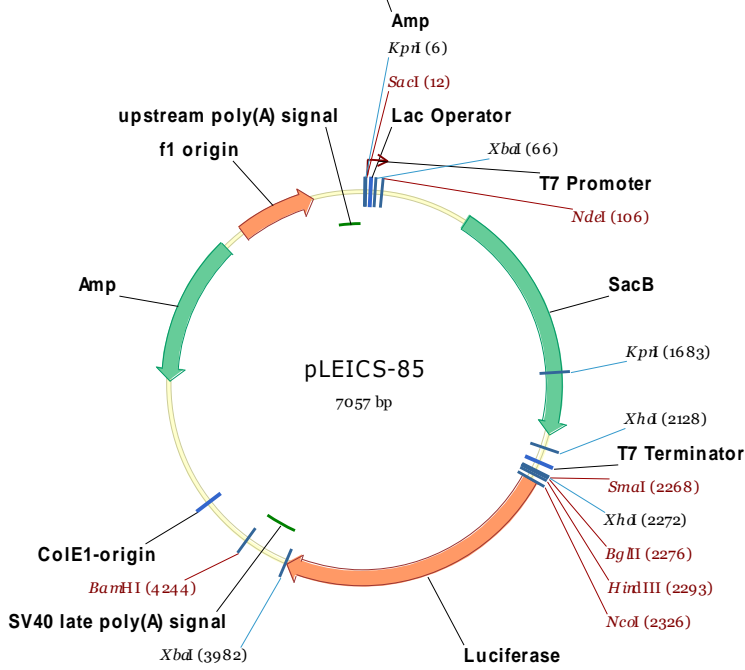 Amp
KpnI (6)
SacI (12)
upstream poly(A) signal
Lac Operator
f1 origin
XbaI (66)
T7 Promoter
NdeI (106)
Amp
SacB
pLEICS-85
7057 bp
KpnI (1683)
XhoI (2128)
T7 Terminator
SmaI (2268)
XhoI (2272)
ColE1-origin
BglII (2276)
BamHI (4244)
HindIII (2293)
SV40 late poly(A) signal
NcoI (2326)
XbaI (3982)
Luciferase